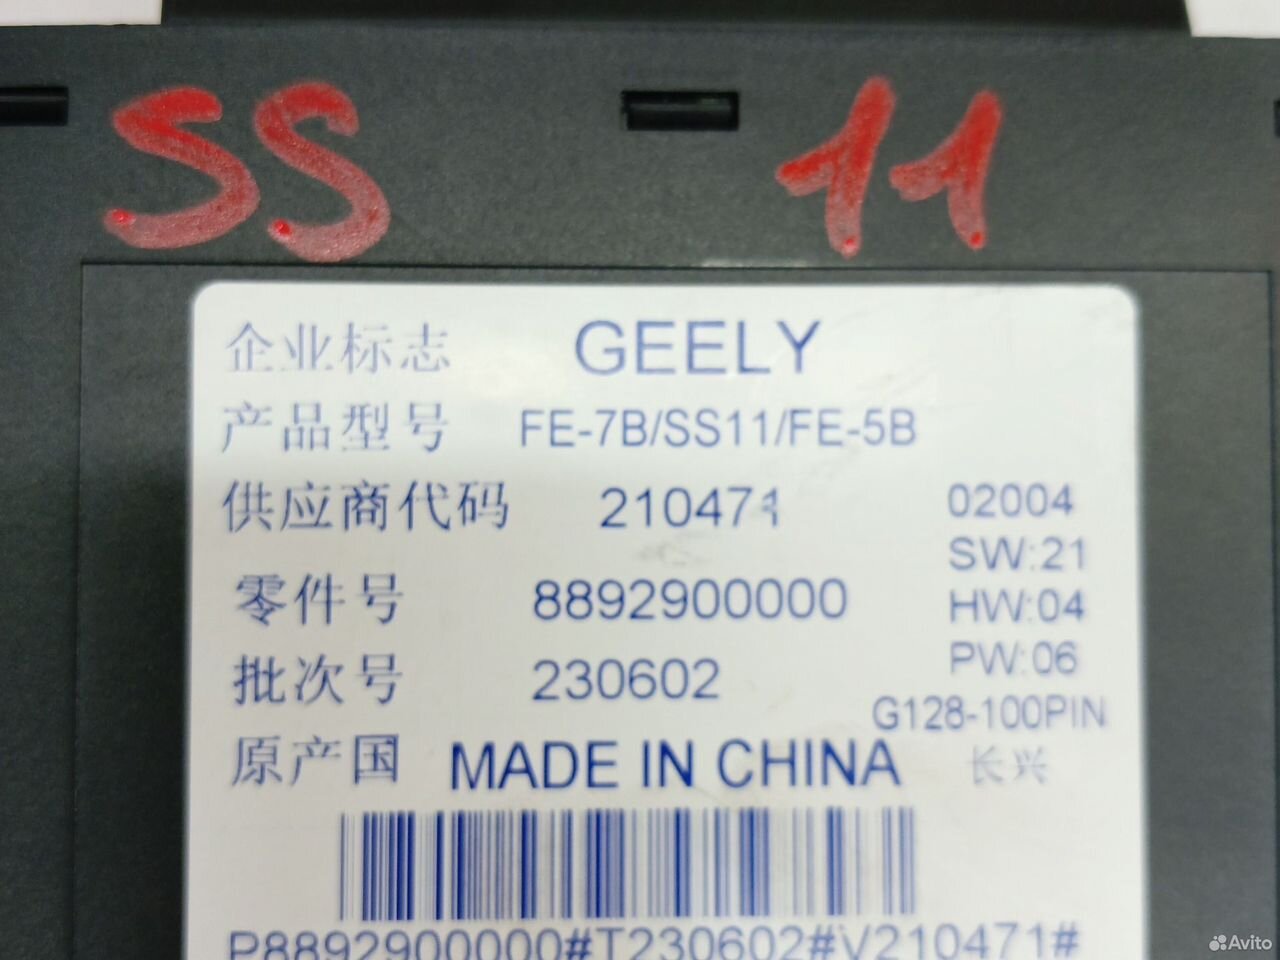 SS 11
企业标志 GEELY
产品型号 FE-7B/SS11/FE-5B
供应商代码 210471 02004
SW:21
零件号 8892900000 HW:04
PW:06
批次号 230602
G128-100PIN
原产国 MADE IN CHINA 长兴
P8892900000#T230602#V210471#
Avito